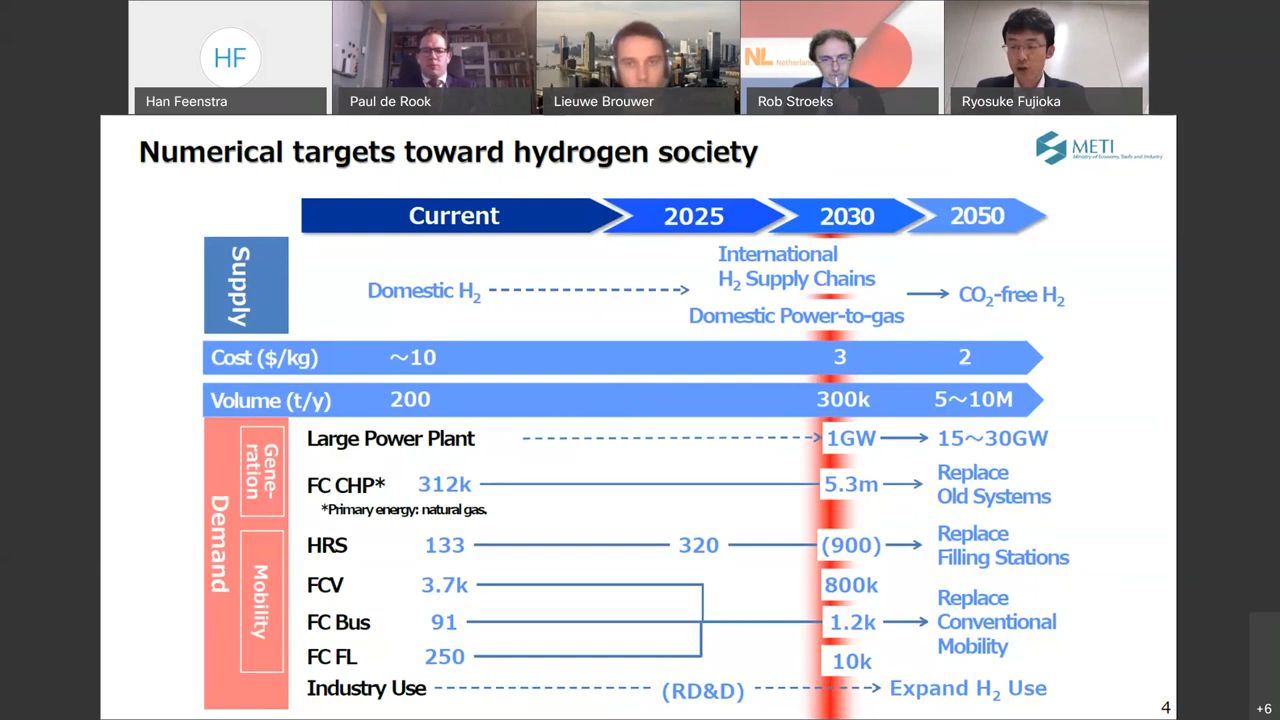 HF
NL Netherlands
Han Feenstra
Paul de Rook
Lieuwe Brouwer
Rob Stroeks
Ryosuke Fujioka
Numerical targets toward hydrogen society
METI
Ministry of Economy, Trade and Industry
Current 2025 2030 2050
Supply
International
H₂ Supply Chains
Domestic H₂
CO₂-free H₂
Domestic Power-to-gas
Cost ($/kg) ～10 3 2
Volume (t/y) 200 300k 5～10M
Demand
Gene-
ration
Large Power Plant 1GW 15～30GW
FC CHP* 312k 5.3m Replace
Old Systems
*Primary energy: natural gas.
Mobility
HRS 133 320 (900) Replace
Filling Stations
FCV 3.7k 800k
FC Bus 91 1.2k Replace
Conventional
Mobility
FC FL 250 10k
Industry Use (RD&D) Expand H₂ Use
4
+6